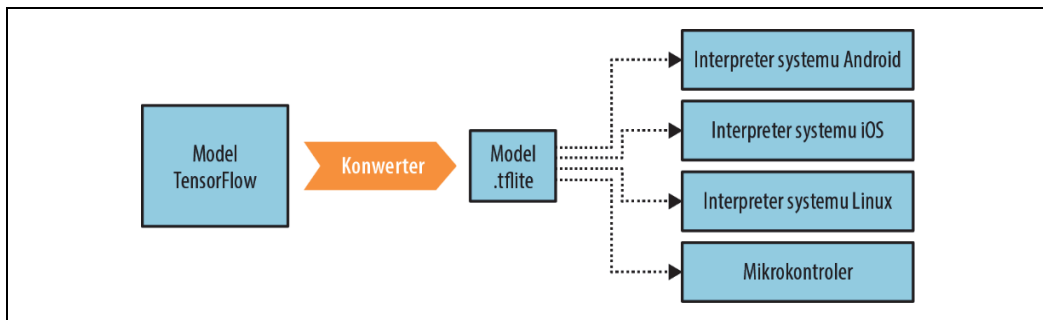 Model
TensorFlow
Konwerter
Model
.tflite
Interpreter systemu Android
Interpreter systemu iOS
Interpreter systemu Linux
Mikrokontroler